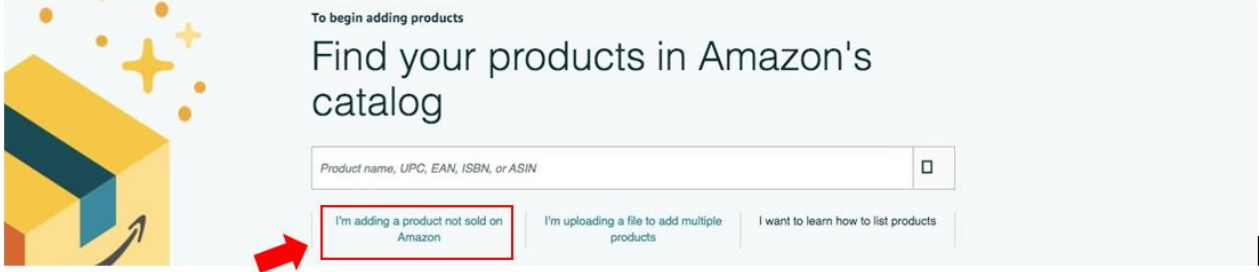 To begin adding products
Find your products in Amazon's
catalog
Product name, UPC, EAN, ISBN, or ASIN
I'm adding a product not sold on
Amazon
I'm uploading a file to add multiple
products
I want to learn how to list products